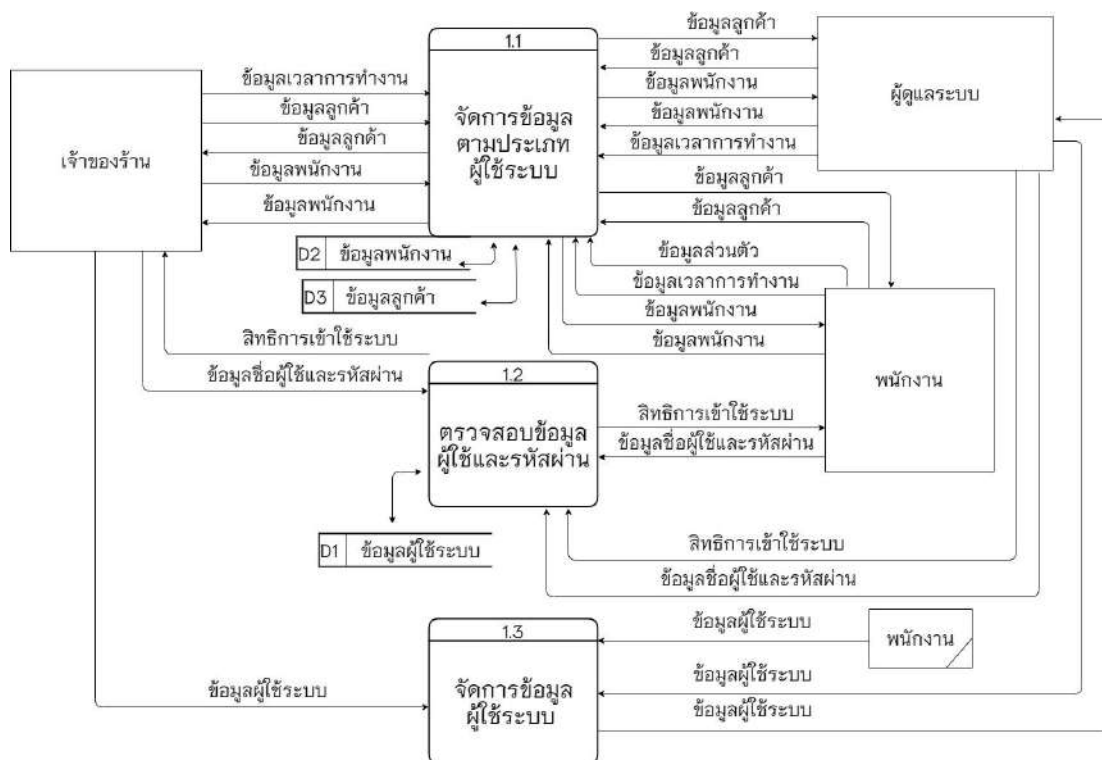 1.1
จัดการข้อมูล
ตามประเภท
ผู้ใช้ระบบ
เจ้าของร้าน
ข้อมูลเวลาการทำงาน
ข้อมูลลูกค้า
ข้อมูลลูกด้า
ข้อมูลพนักงาน
ข้อมูลพนักงาน
ข้อมูลลูกค้า
ข้อมูลลูกค้า
ข้อมูลพนักงาน
ข้อมูลพนักงาน
ข้อมูลเวลาการทำงาน
ผู้ดูแลระบบ
ข้อมูลลูกค้า
ข้อมูลลูกค้า
ข้อมูลส่วนตัว
ข้อมูลเวลาการทำงาน
ข้อมูลพนักงาน
ข้อมูลพนักงาน
D2 ข้อมูลพนักงาน
D3 ข้อมูลลูกค้า
พนักงาน
สิทธิการเข้าใช้ระบบ
ข้อมูลชื่อผู้ใช้และรหัสผ่าน
1.2
ตรวจสอบข้อมูล
ผู้ใช้และรหัสผ่าน
สิทธิการเข้าใช้ระบบ
ข้อมูลชื่อผู้ใช้และรหัสผ่าน
D1 ข้อมูลผู้ใช้ระบบ
สิทธิการเข้าใช้ระบบ
ข้อมูลชื่อผู้ใช้และรหัสผ่าน
1.3
จัดการข้อมูล
ผู้ใช้ระบบ
ข้อมูลผู้ใช้ระบบ
พนักงาน
ข้อมูลผู้ใช้ระบบ
ข้อมูลผู้ใช้ระบบ
ข้อมูลผู้ใช้ระบบ